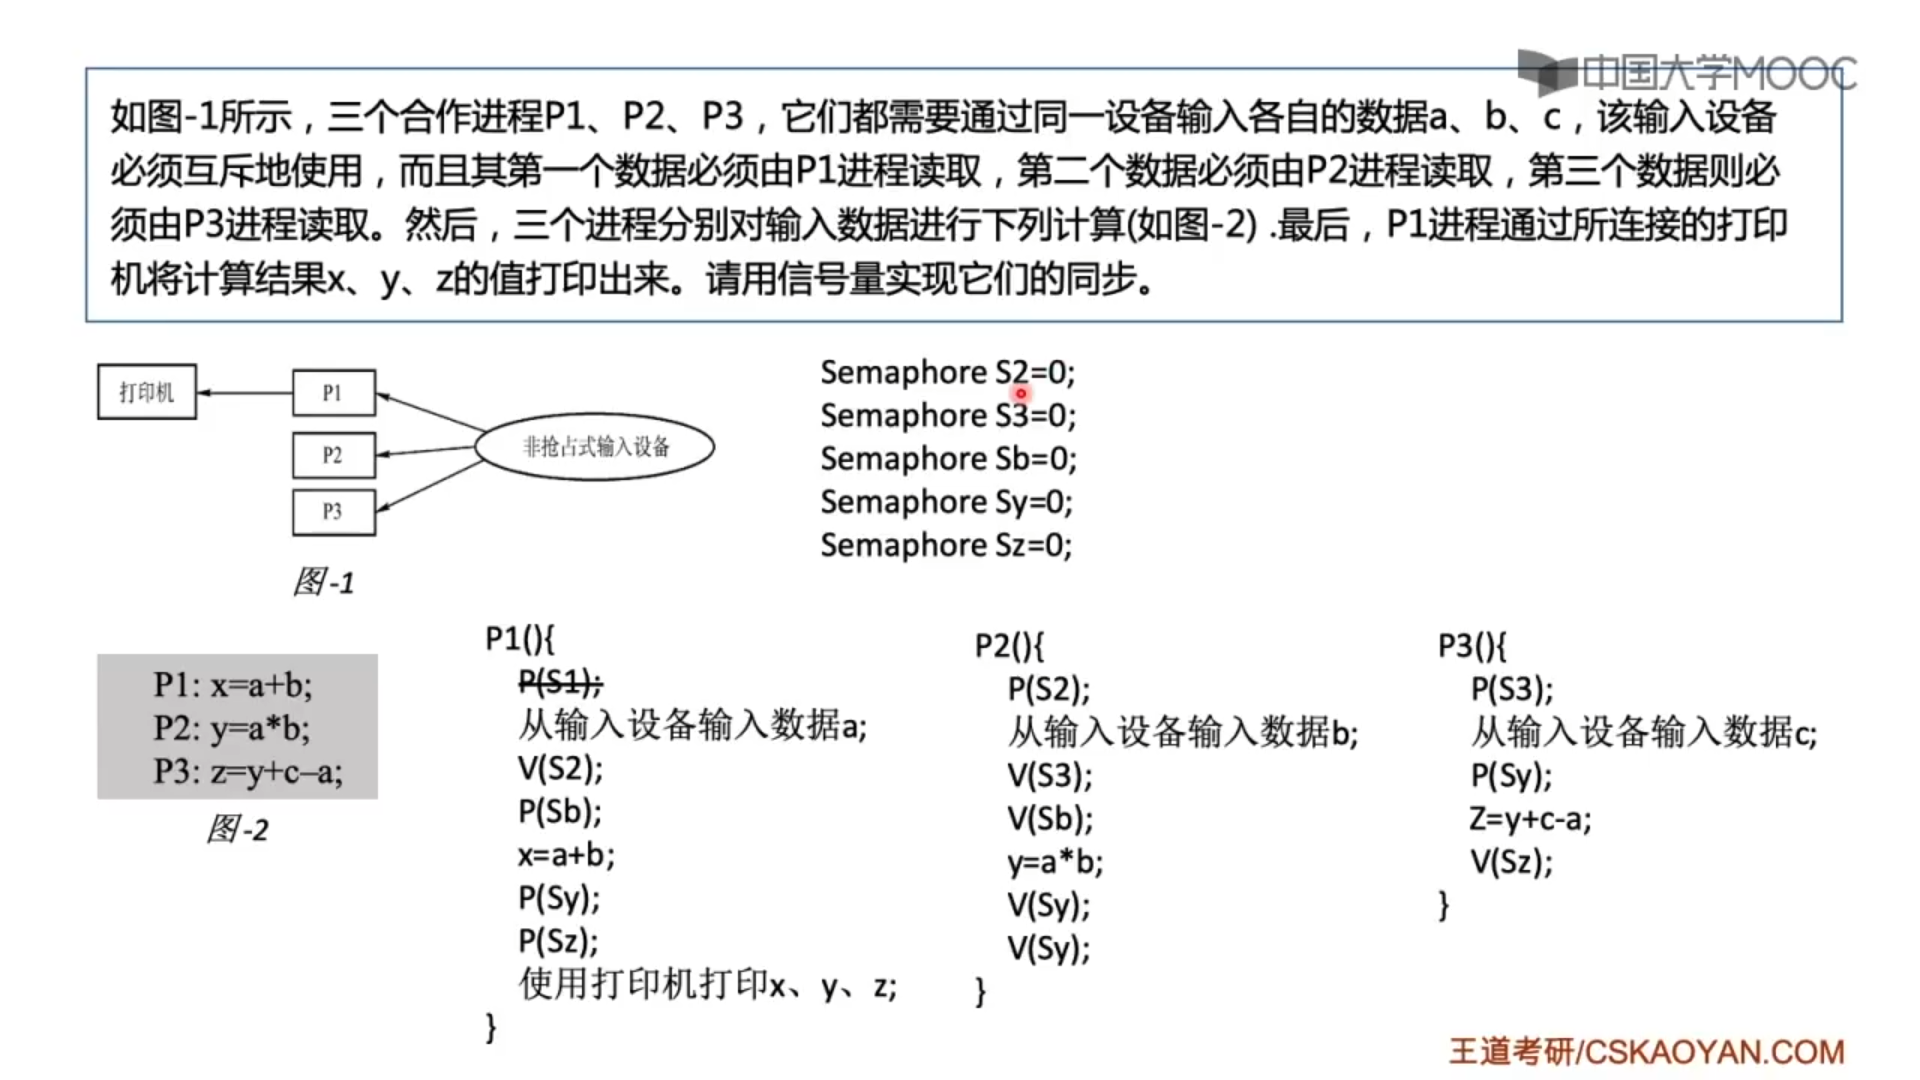 中国大学MOOC
如图-1所示，三个合作进程P1、P2、P3，它们都需要通过同一设备输入各自的数据a、b、c，该输入设备
必须互斥地使用，而且其第一个数据必须由P1进程读取，第二个数据必须由P2进程读取，第三个数据则必
须由P3进程读取。然后，三个进程分别对输入数据进行下列计算(如图-2) .最后，P1进程通过所连接的打印
机将计算结果x、y、z的值打印出来。请用信号量实现它们的同步。
打印机
P1
P2
P3
非抢占式输入设备
图-1
Semaphore S2=0;
Semaphore S3=0;
Semaphore Sb=0;
Semaphore Sy=0;
Semaphore Sz=0;
P1: x=a+b;
P2: y=a*b;
P3: z=y+c–a;
图-2
P1(){
P(S1);
从输入设备输入数据a;
V(S2);
P(Sb);
x=a+b;
P(Sy);
P(Sz);
使用打印机打印x、y、z;
}
P2(){
P(S2);
从输入设备输入数据b;
V(S3);
V(Sb);
y=a*b;
V(Sy);
V(Sy);
}
P3(){
P(S3);
从输入设备输入数据c;
P(Sy);
Z=y+c-a;
V(Sz);
}
王道考研/CSKAOYAN.COM